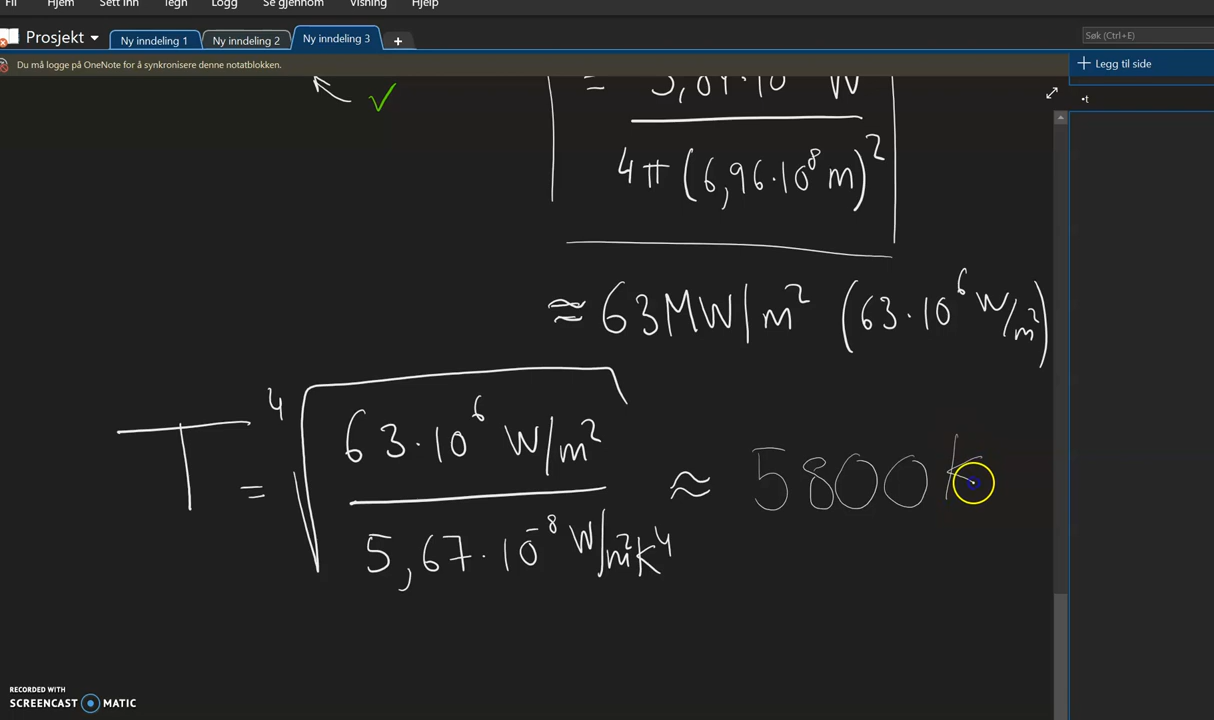 Fil Hjem Sett inn Tegn Logg Se gjennom Visning Hjelp
Prosjekt Ny inndeling 1 Ny inndeling 2 Ny inndeling 3 +
Søk (Ctrl+E)
Du må logge på OneNote for å synkronisere denne notatblokken.
+ Legg til side
•t
✓
= W
4π (6,96·10⁸ m)²
≈ 63 MW/m² (63·10⁶ W/m²)
T = ⁴√ 63·10⁶ W/m²
5,67·10⁻⁸ W/m²K⁴
≈ 5800 K
RECORDED WITH
SCREENCAST MATIC